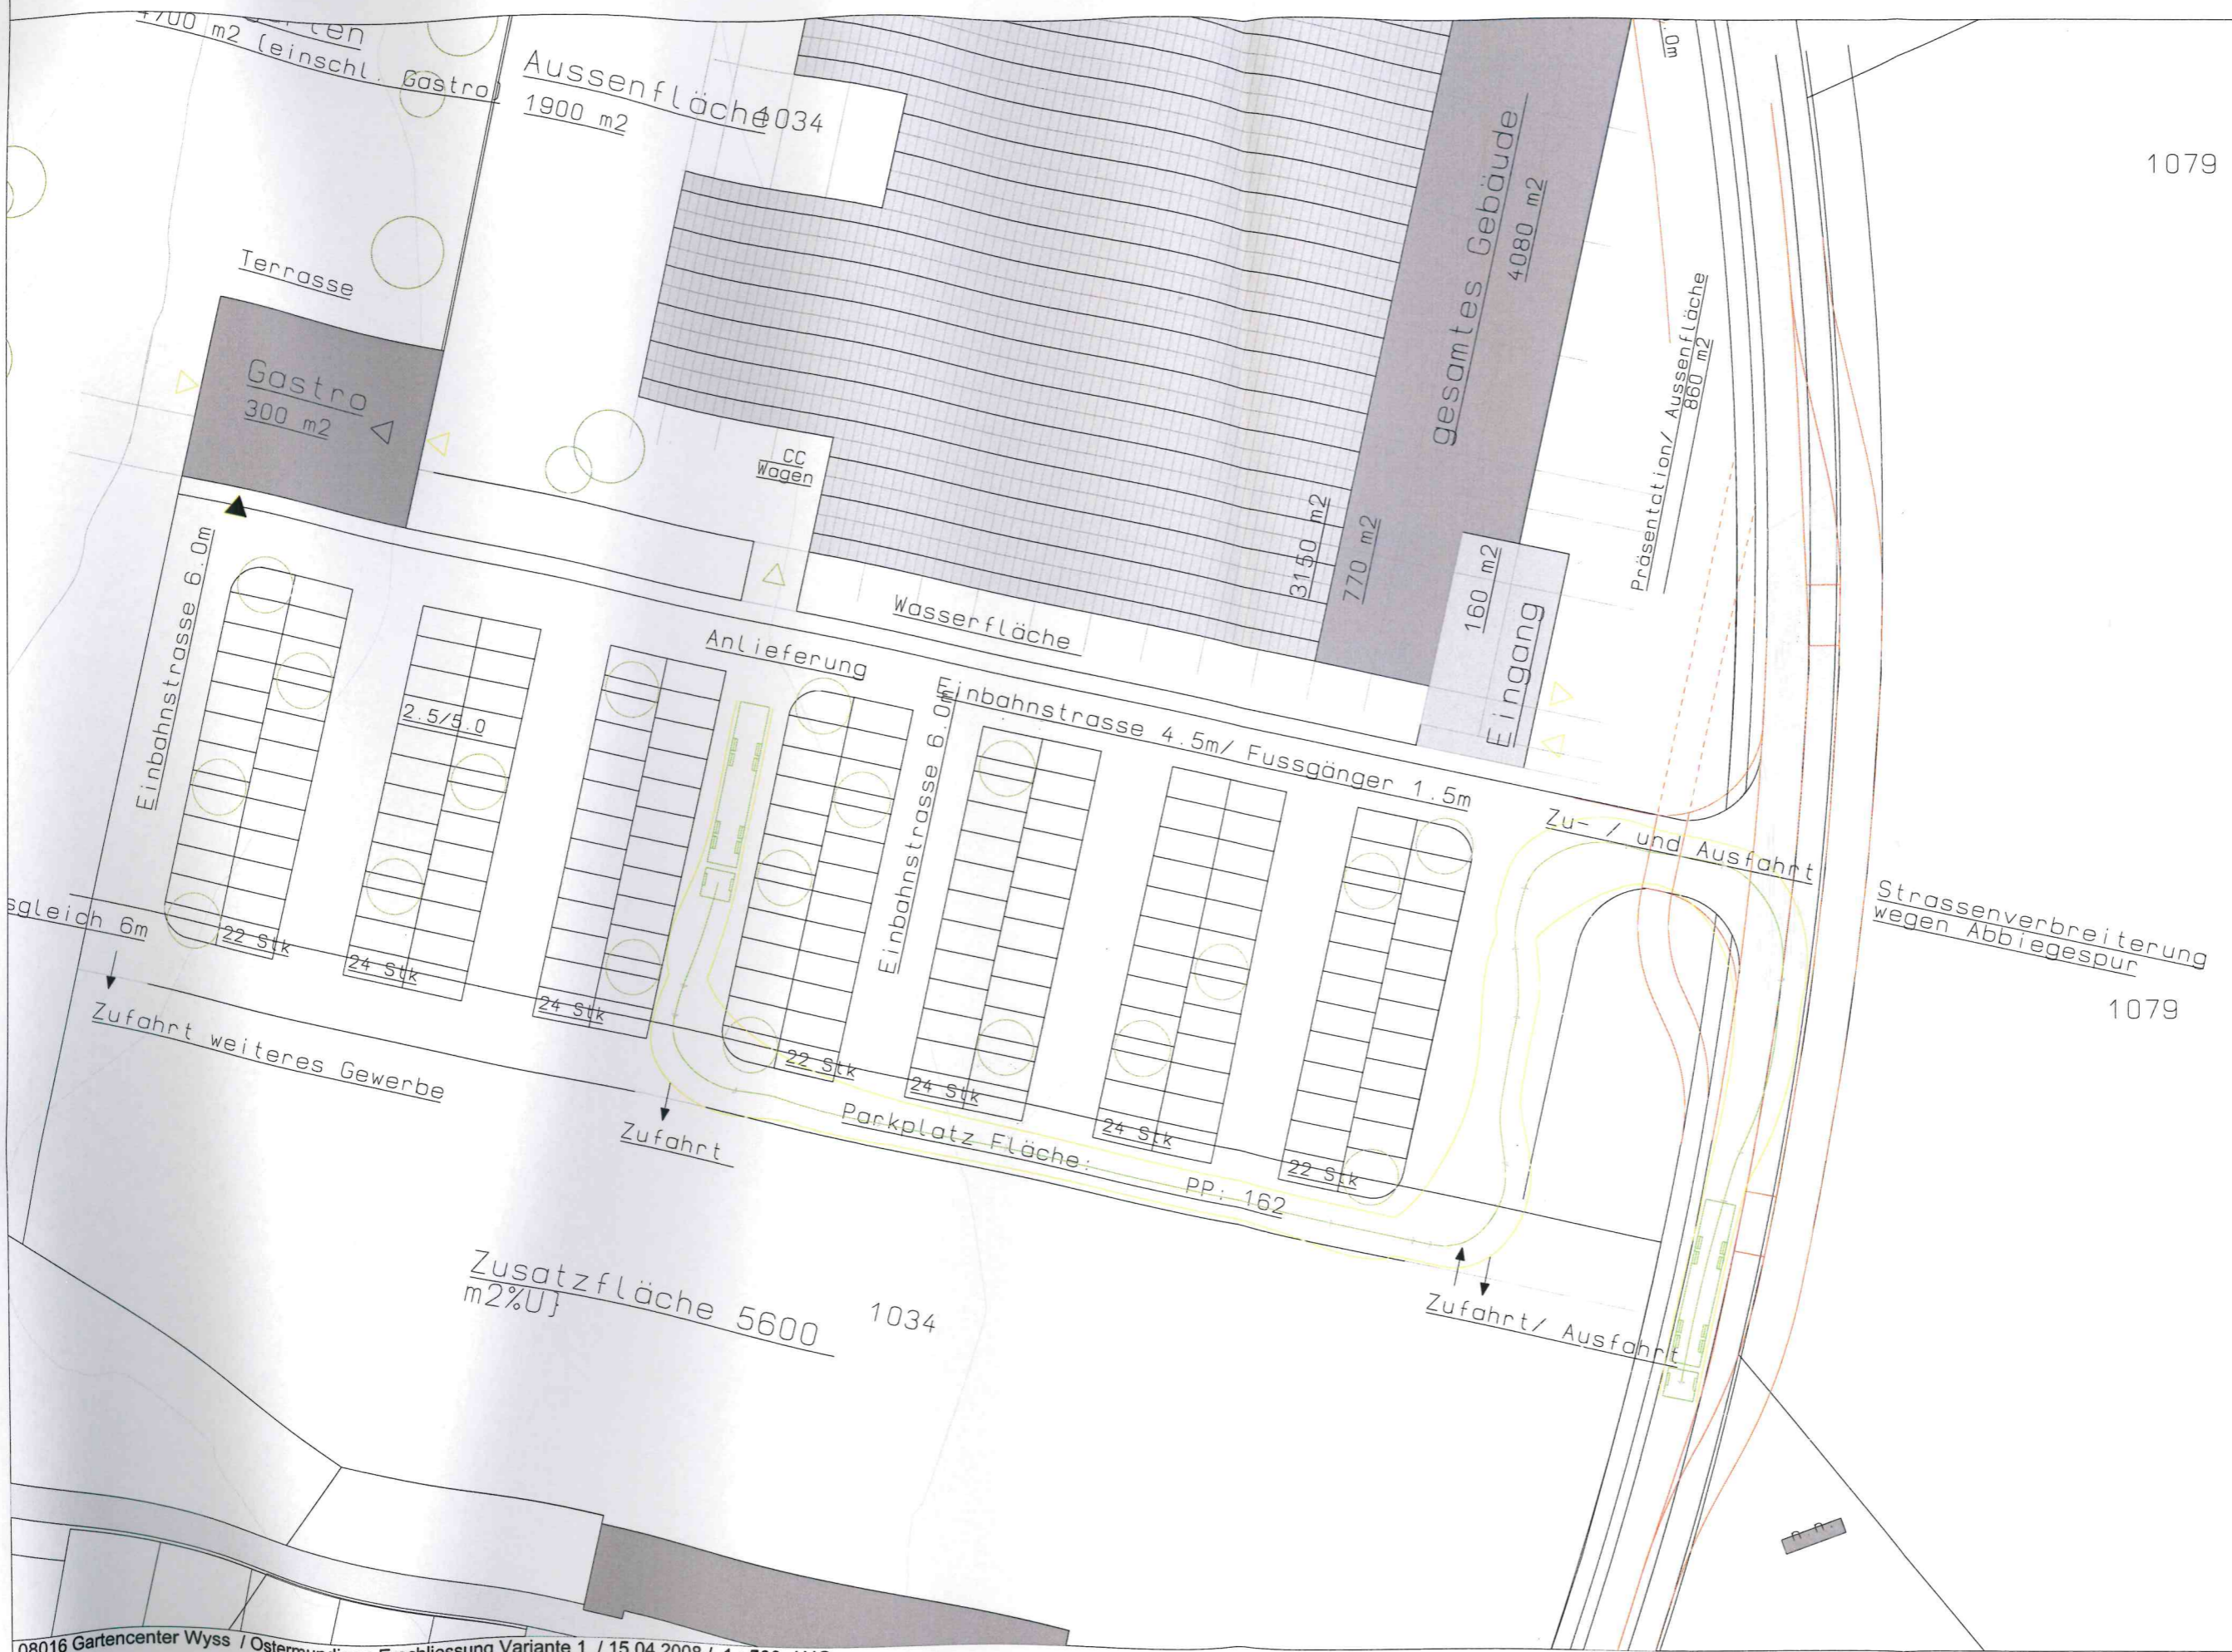 4700 m2 (einschl. Gastro)
Aussenfläche 1034
1900 m2
.0m
1079
Terrasse
Gastro
300 m2
CC
Wagen
gesamtes Gebäude
4080 m2
Präsentation/ Aussenfläche
860 m2
3150 m2
770 m2
160 m2
Eingang
Wasserfläche
Anlieferung
Einbahnstrasse 6.0m
2.5/5.0
Einbahnstrasse 6.0m
Einbahnstrasse 4.5m/ Fussgänger 1.5m
Zu- / und Ausfahrt
Strassenverbreiterung
wegen Abbiegespur
1079
sgleich 6m
22 Stk
24 Stk
24 Stk
22 Stk
24 Stk
24 Stk
22 Stk
Zufahrt weiteres Gewerbe
Zufahrt
Parkplatz Fläche:
PP: 162
Zufahrt/ Ausfahrt
Zusatzfläche 5600
m2%U}
1034
n.n.
08016 Gartencenter Wyss / Ostermundigen Erschliessung Variante 1 / 15.04.2008 /